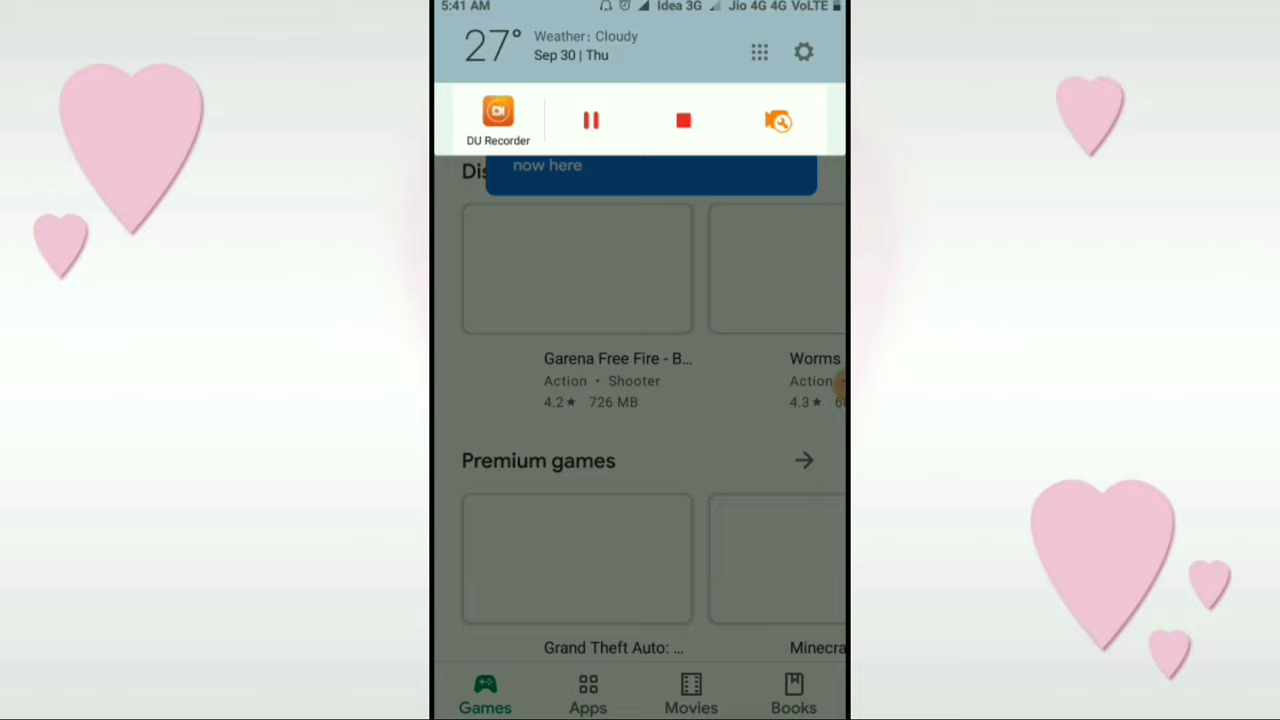 5:41 AM Idea 3G Jio 4G 4G VoLTE
27° Weather: Cloudy
Sep 30 | Thu
DU Recorder
now here
Garena Free Fire - B... Worms
Action • Shooter Action
4.2★ 726 MB 4.3★
Premium games
Grand Theft Auto: ... Minecra
Games Apps Movies Books